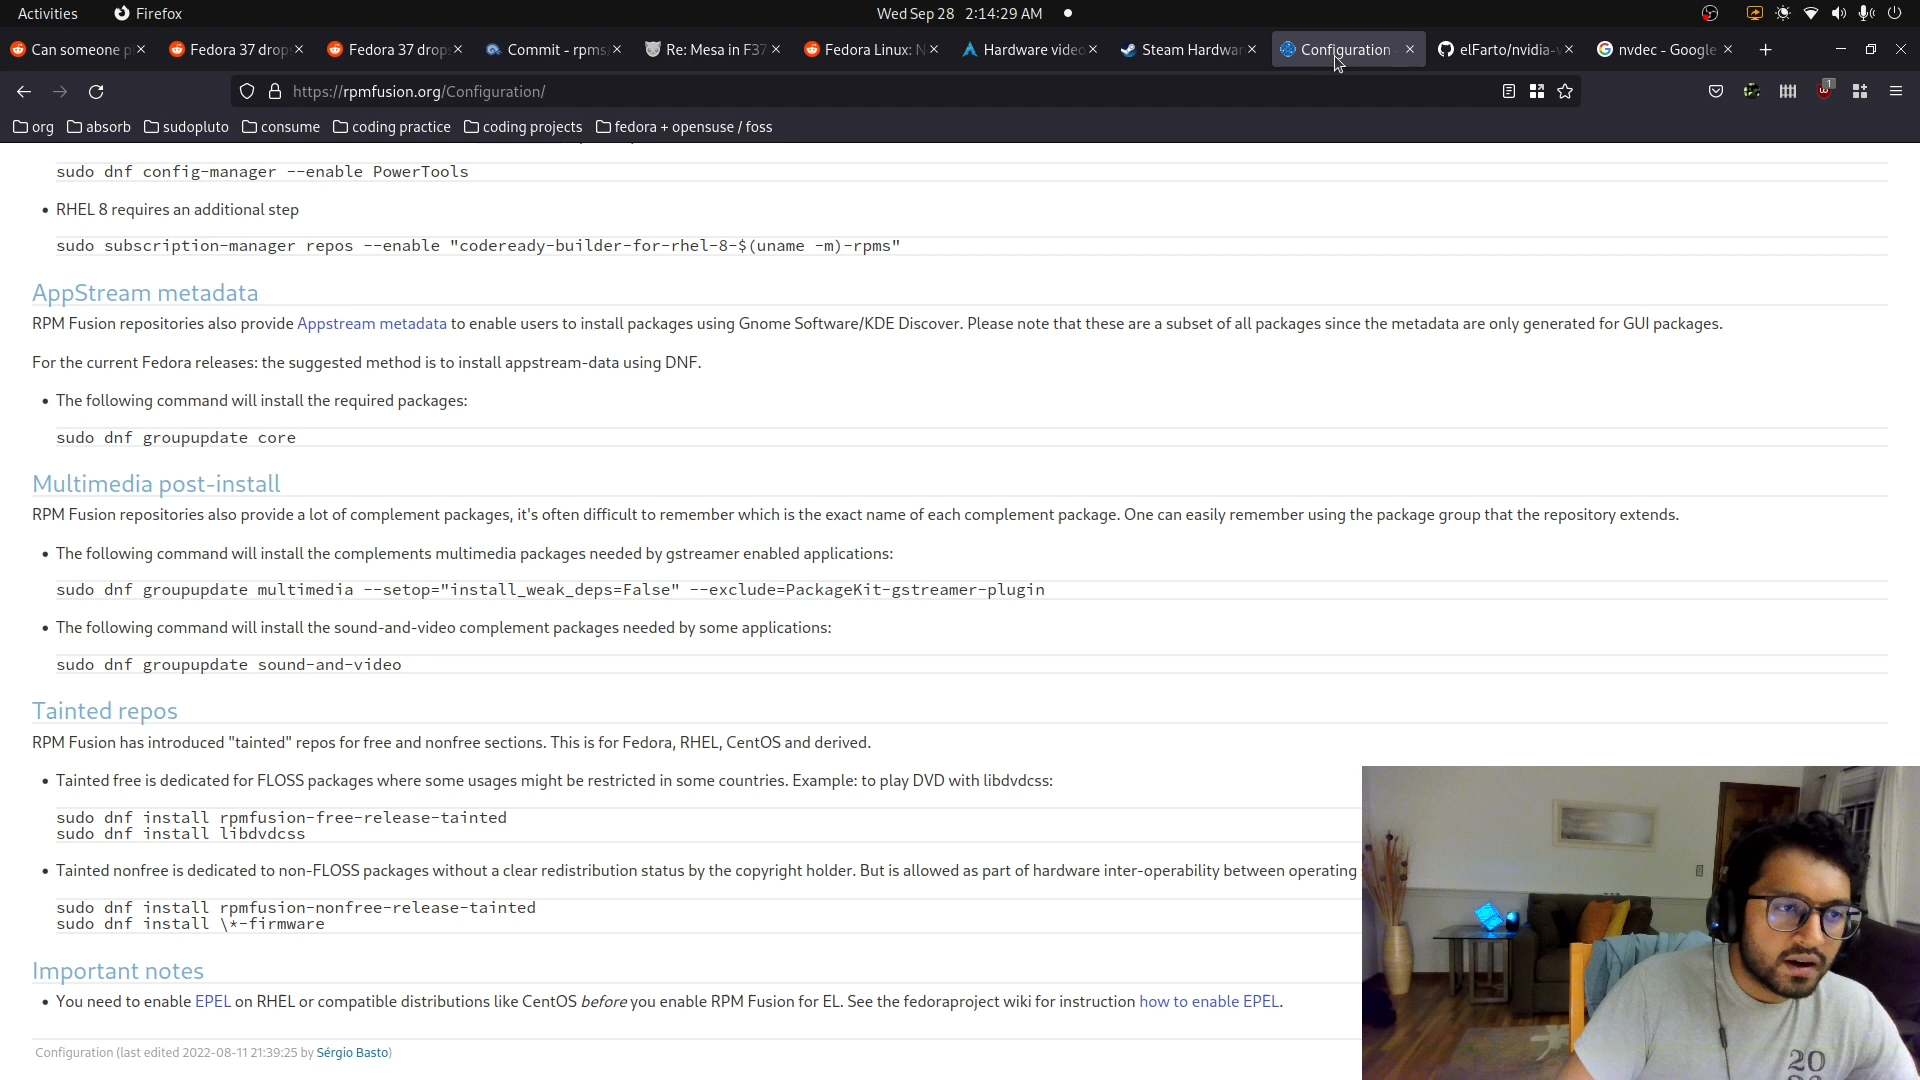 Activities
Firefox
Wed Sep 28 2:14:29 AM
Can someone p
Fedora 37 drop
Fedora 37 drop
Commit - rpms/
Re: Mesa in F37
Fedora Linux: N
Hardware video
Steam Hardwar
Configuration
elFarto/nvidia-v
nvdec - Google
https://rpmfusion.org/Configuration/
1
org
absorb
sudopluto
consume
coding practice
coding projects
fedora + opensuse / foss
sudo dnf config-manager --enable PowerTools
• RHEL 8 requires an additional step
sudo subscription-manager repos --enable "codeready-builder-for-rhel-8-$(uname -m)-rpms"
AppStream metadata
RPM Fusion repositories also provide Appstream metadata to enable users to install packages using Gnome Software/KDE Discover. Please note that these are a subset of all packages since the metadata are only generated for GUI packages.
For the current Fedora releases: the suggested method is to install appstream-data using DNF.
• The following command will install the required packages:
sudo dnf groupupdate core
Multimedia post-install
RPM Fusion repositories also provide a lot of complement packages, it's often difficult to remember which is the exact name of each complement package. One can easily remember using the package group that the repository extends.
• The following command will install the complements multimedia packages needed by gstreamer enabled applications:
sudo dnf groupupdate multimedia --setop="install_weak_deps=False" --exclude=PackageKit-gstreamer-plugin
• The following command will install the sound-and-video complement packages needed by some applications:
sudo dnf groupupdate sound-and-video
Tainted repos
RPM Fusion has introduced "tainted" repos for free and nonfree sections. This is for Fedora, RHEL, CentOS and derived.
• Tainted free is dedicated for FLOSS packages where some usages might be restricted in some countries. Example: to play DVD with libdvdcss:
sudo dnf install rpmfusion-free-release-tainted
sudo dnf install libdvdcss
• Tainted nonfree is dedicated to non-FLOSS packages without a clear redistribution status by the copyright holder. But is allowed as part of hardware inter-operability between operating
sudo dnf install rpmfusion-nonfree-release-tainted
sudo dnf install \*-firmware
Important notes
• You need to enable EPEL on RHEL or compatible distributions like CentOS before you enable RPM Fusion for EL. See the fedoraproject wiki for instruction how to enable EPEL.
Configuration (last edited 2022-08-11 21:39:25 by Sérgio Basto)
20